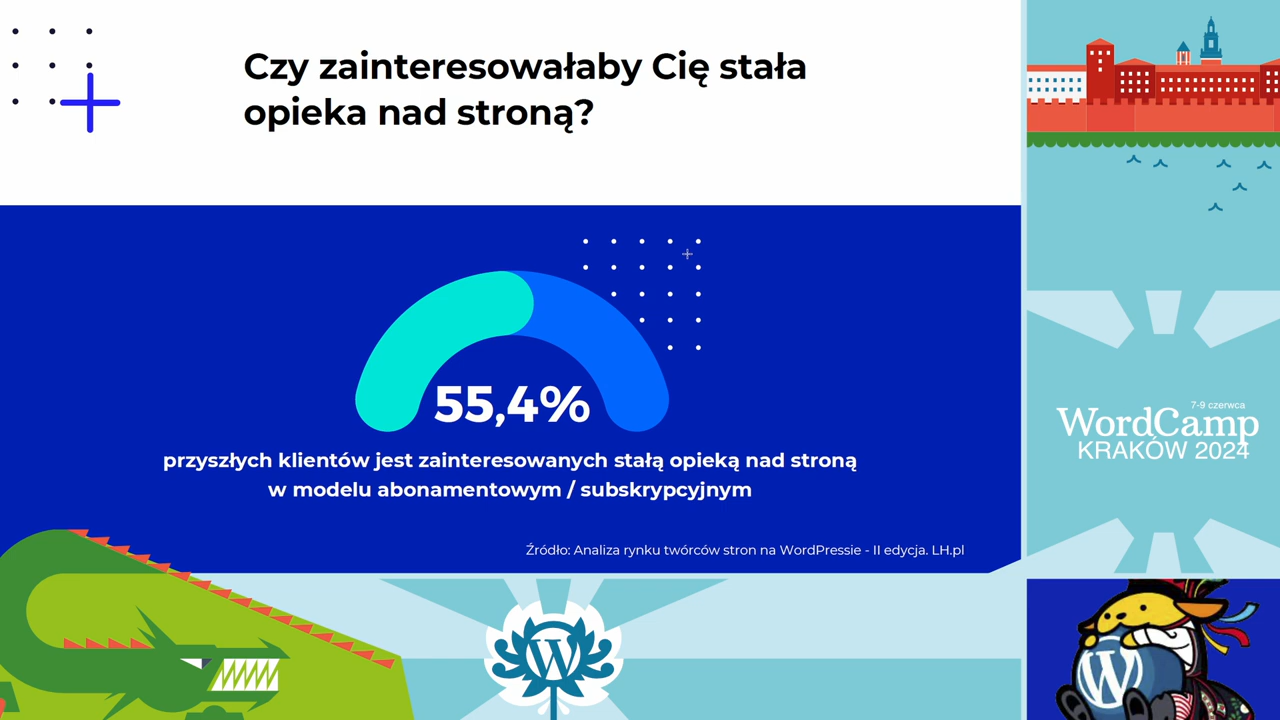 Czy zainteresowałaby Cię stała
opieka nad stroną?
55,4%
przyszłych klientów jest zainteresowanych stałą opieką nad stroną
w modelu abonamentowym / subskrypcyjnym
Źródło: Analiza rynku twórców stron na WordPressie - II edycja. LH.pl
7-9 czerwca
WordCamp
KRAKÓW 2024